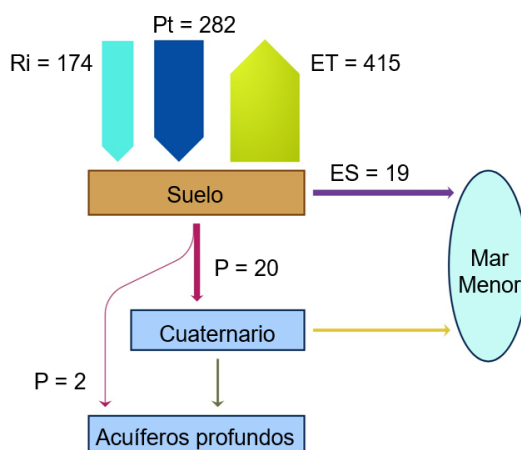 Pt = 282
Ri = 174
ET = 415
ES = 19
Suelo
Mar
Menor
P = 20
Cuaternario
P = 2
Acuíferos profundos